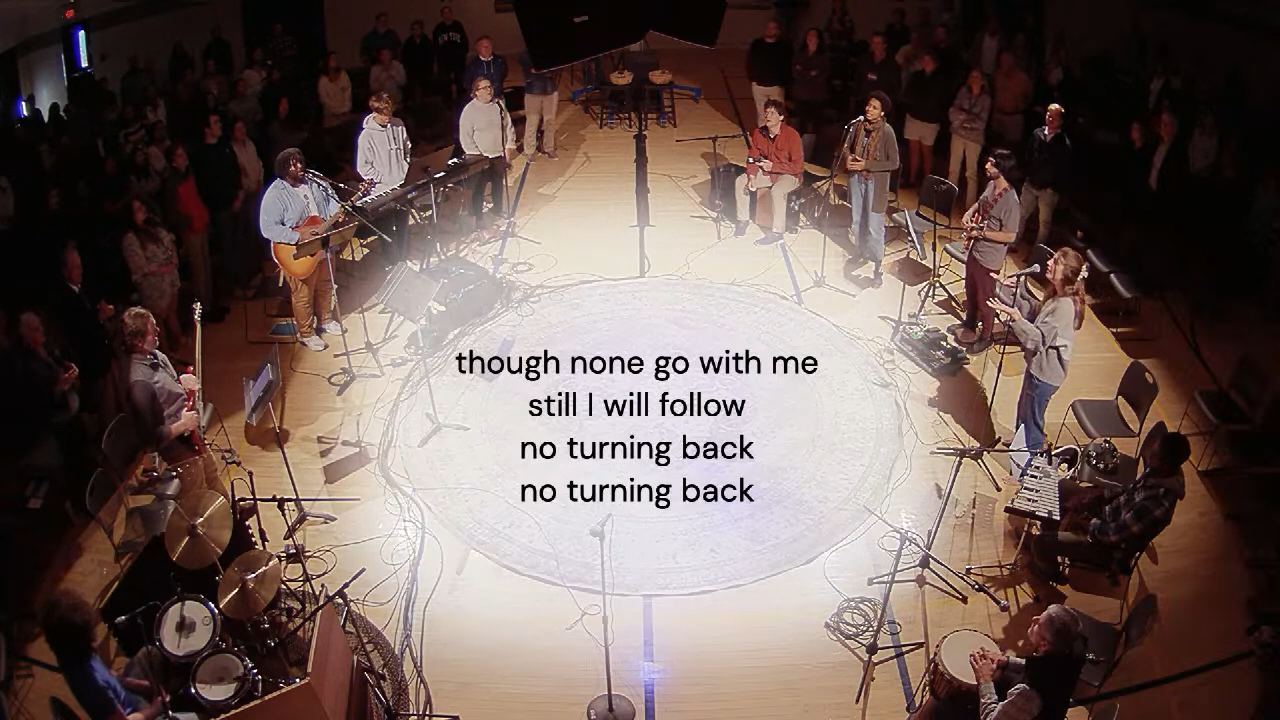 though none go with me
still I will follow
no turning back
no turning back